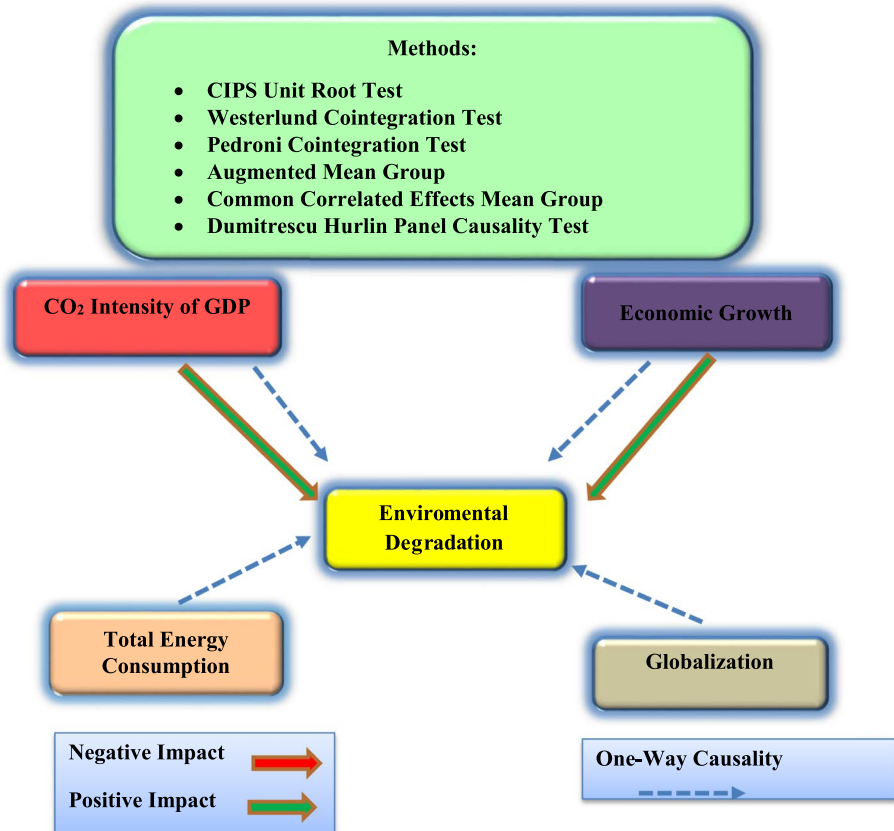 Methods:
• CIPS Unit Root Test
• Westerlund Cointegration Test
• Pedroni Cointegration Test
• Augmented Mean Group
• Common Correlated Effects Mean Group
• Dumitrescu Hurlin Panel Causality Test
CO₂ Intensity of GDP
Economic Growth
Enviromental
Degradation
Total Energy
Consumption
Globalization
Negative Impact
Positive Impact
One-Way Causality